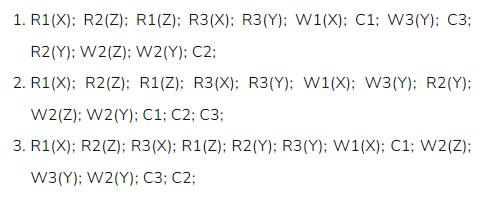 1. R1(X); R2(Z); R1(Z); R3(X); R3(Y); W1(X); C1; W3(Y); C3;
R2(Y); W2(Z); W2(Y); C2;
2. R1(X); R2(Z); R1(Z); R3(X); R3(Y); W1(X); W3(Y); R2(Y);
W2(Z); W2(Y); C1; C2; C3;
3. R1(X); R2(Z); R3(X); R1(Z); R2(Y); R3(Y); W1(X); C1; W2(Z);
W3(Y); W2(Y); C3; C2;